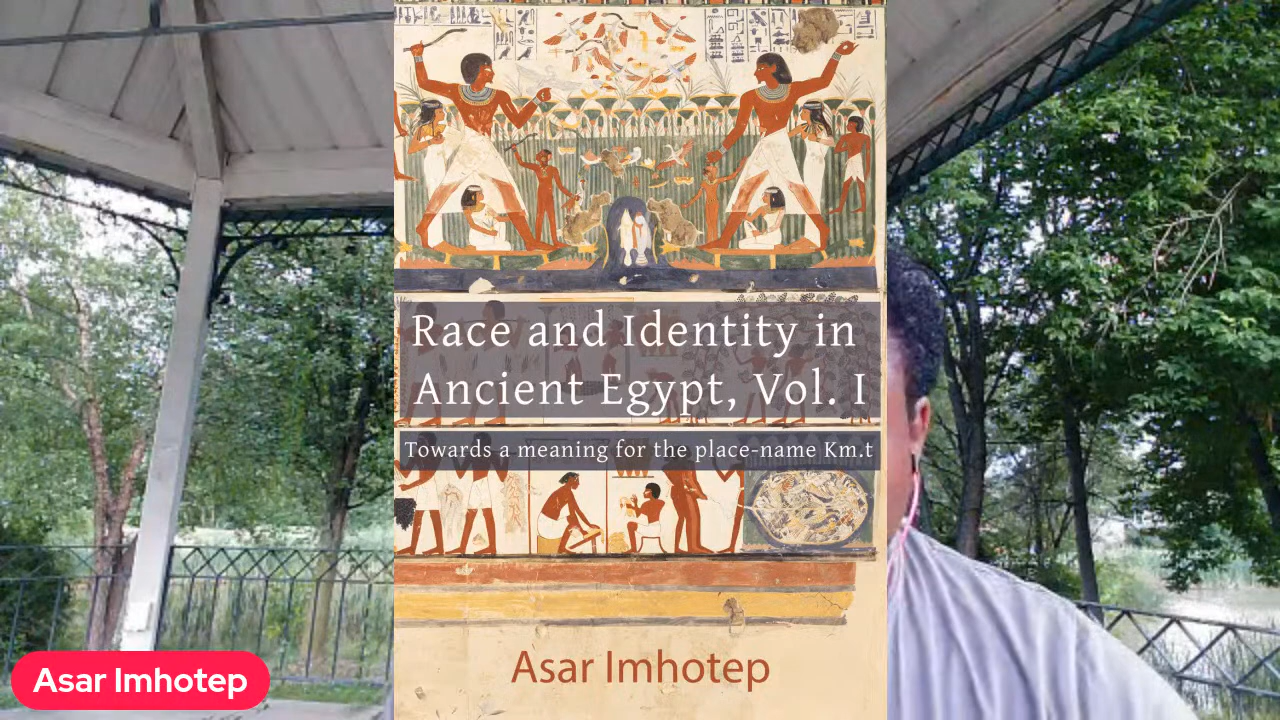 Race and Identity in
Ancient Egypt, Vol. I
Towards a meaning for the place-name Km.t
Asar Imhotep
Asar Imhotep